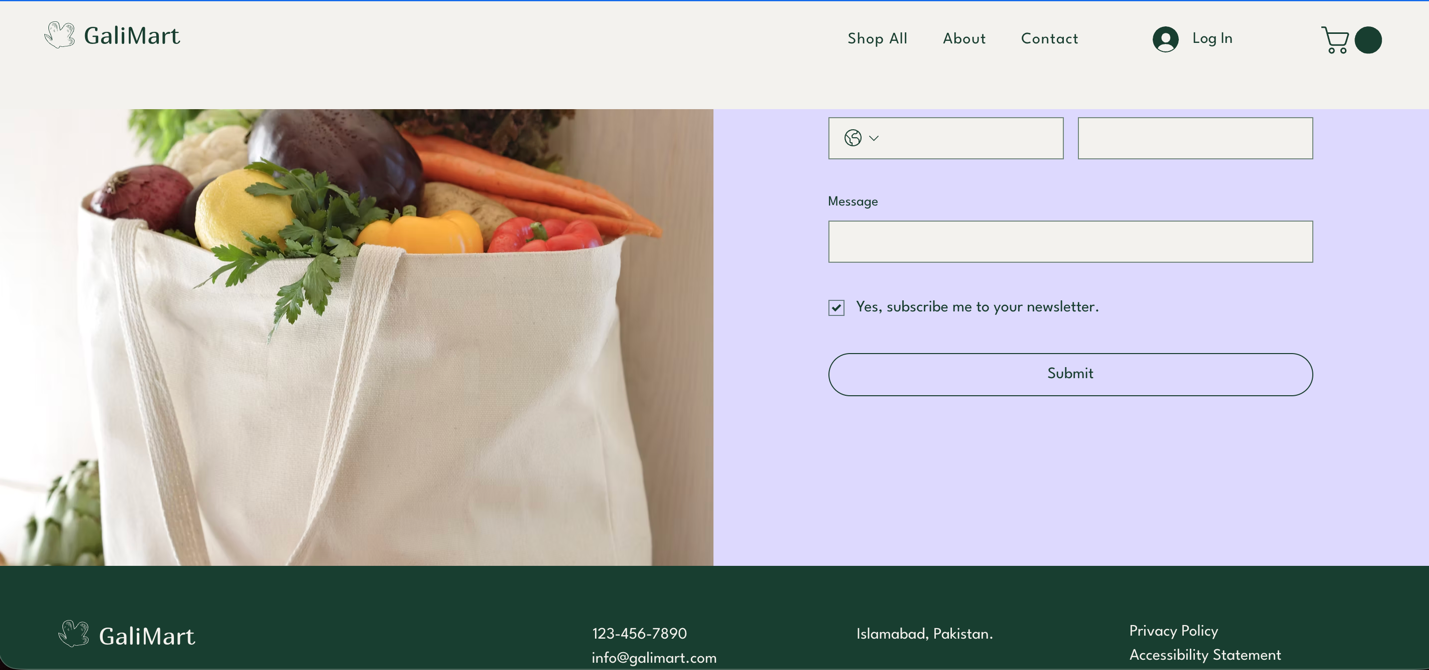 GaliMart
Shop All
About
Contact
Log In
Message
Yes, subscribe me to your newsletter.
Submit
GaliMart
123-456-7890
info@galimart.com
Islamabad, Pakistan.
Privacy Policy
Accessibility Statement